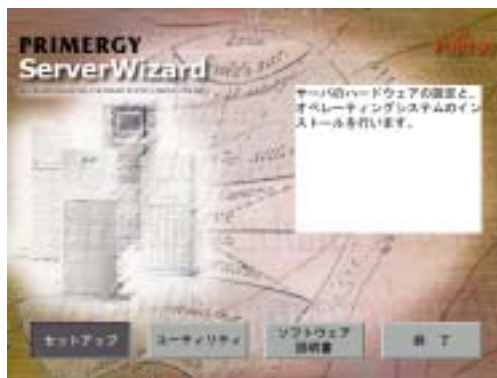 PRIMERGY
ServerWizard
FUJITSU
サーバのハードウェアの設定と、
オペレーティングシステムのイン
ストールを行います。
セットアップ
ユーティリティ
ソフトウェア
説明書
終 了